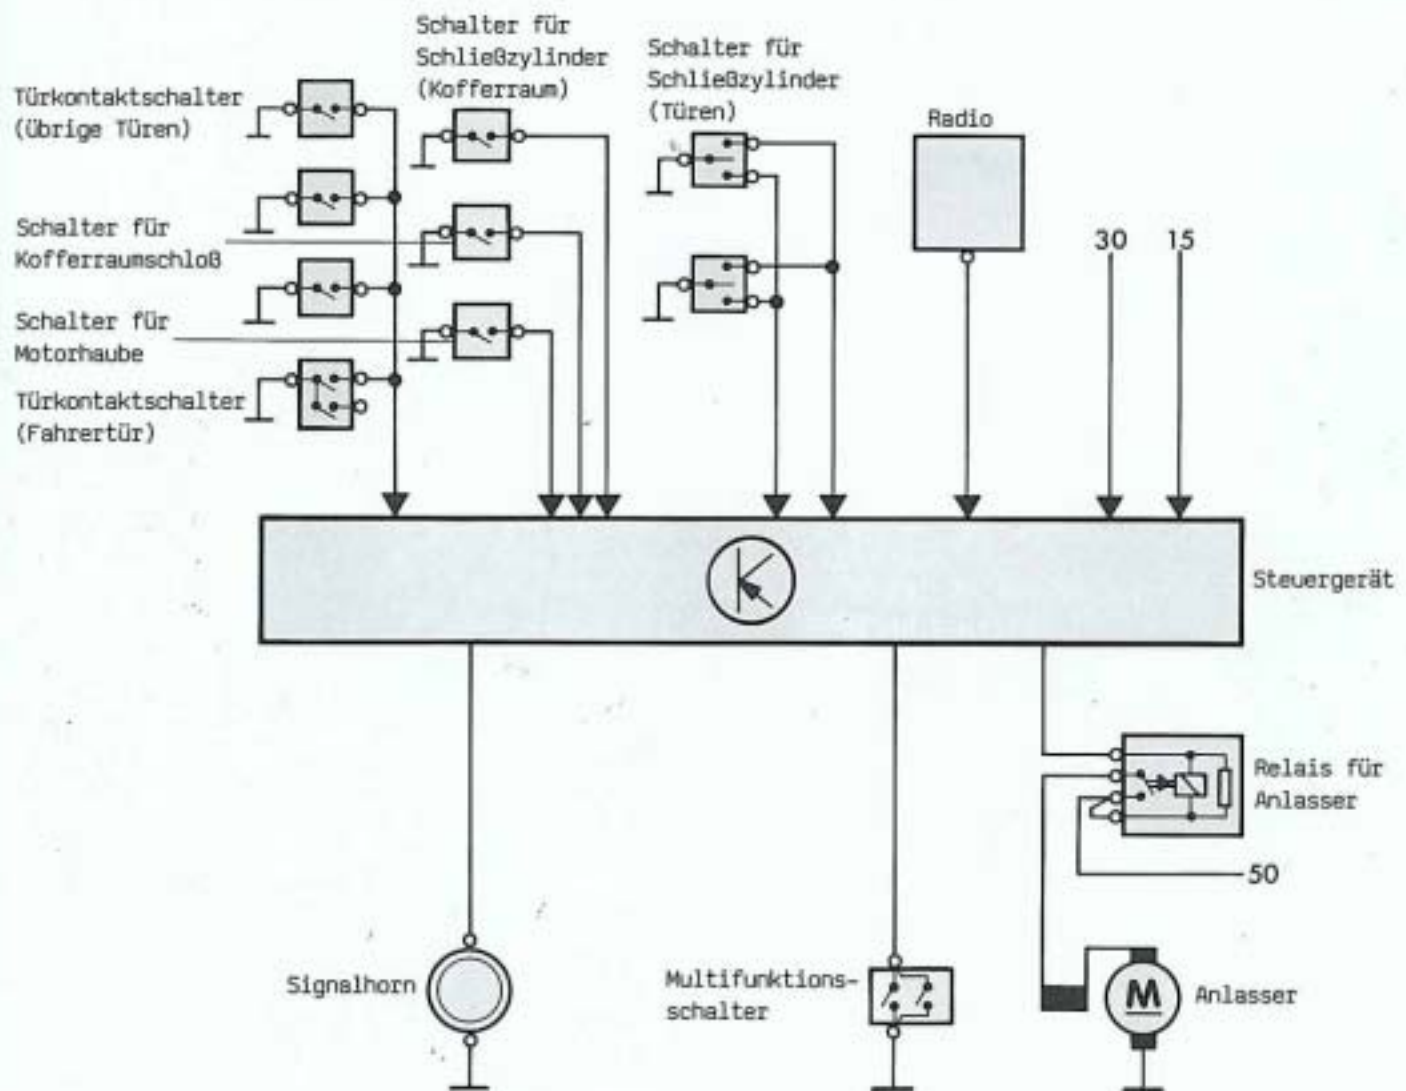 Schalter für
Schließzylinder
(Kofferraum)
Schalter für
Schließzylinder
(Türen)
Türkontaktschalter
(übrige Türen)
Radio
Schalter für
Kofferraumschloß
30
15
Schalter für
Motorhaube
Türkontaktschalter
(Fahrertür)
Steuergerät
Relais für
Anlasser
50
Signalhorn
Multifunktions-
schalter
M
Anlasser